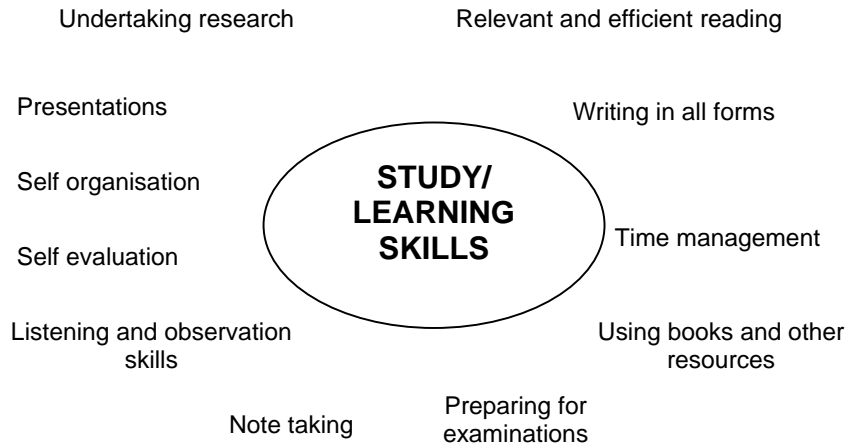 Undertaking research
Relevant and efficient reading
Presentations
Writing in all forms
STUDY/
LEARNING
SKILLS
Self organisation
Time management
Self evaluation
Listening and observation
skills
Using books and other
resources
Note taking
Preparing for
examinations